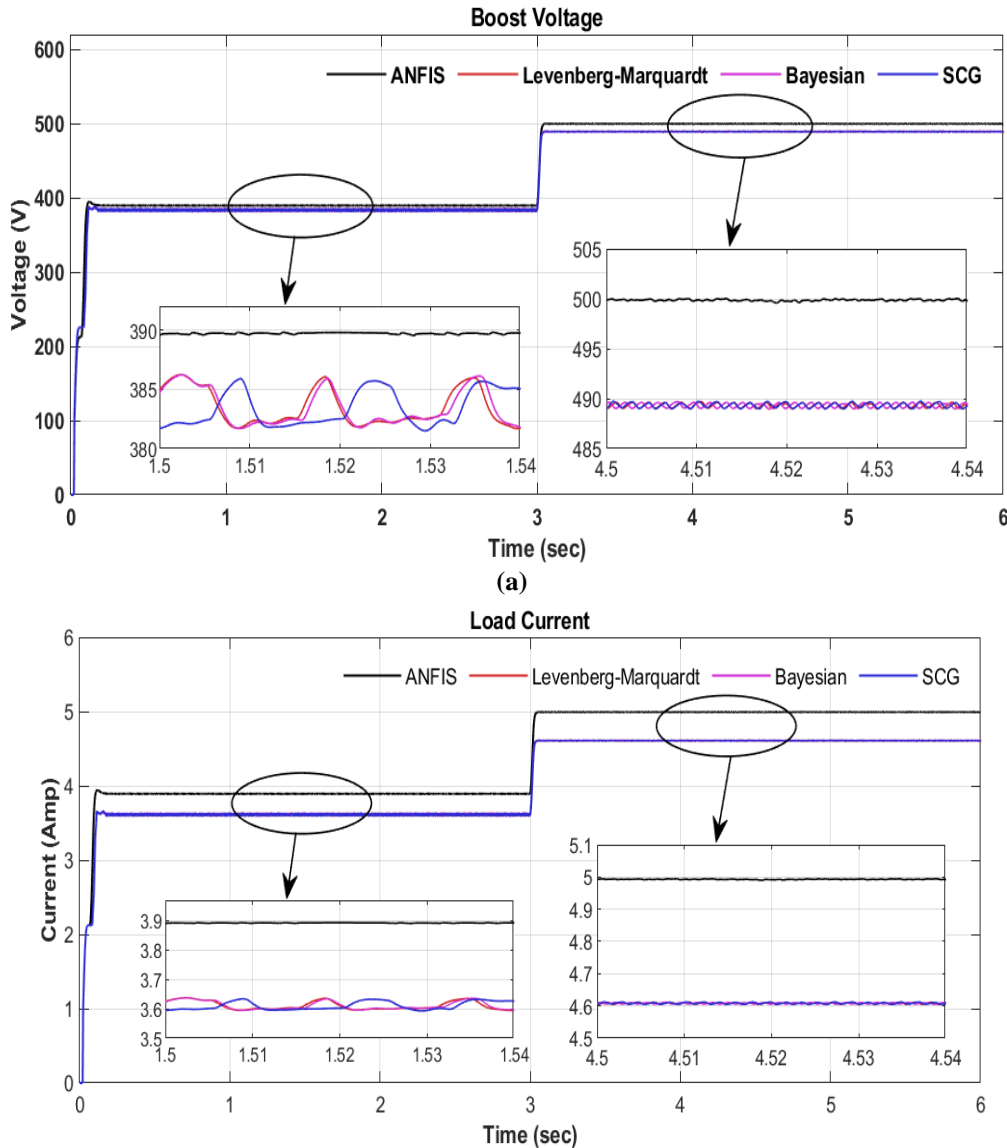 Boost Voltage
600
500
400
300
200
100
0
Voltage (V)
ANFIS Levenberg-Marquardt Bayesian SCG
390
385
380
1.5 1.51 1.52 1.53 1.54
505
500
495
490
485
4.5 4.51 4.52 4.53 4.54
0 1 2 3 4 5 6
Time (sec)
(a)
Load Current
6
5
4
3
2
1
0
Current (Amp)
ANFIS Levenberg-Marquardt Bayesian SCG
3.9
3.8
3.7
3.6
3.5
1.5 1.51 1.52 1.53 1.54
5.1
5
4.9
4.8
4.7
4.6
4.5
4.5 4.51 4.52 4.53 4.54
0 1 2 3 4 5 6
Time (sec)